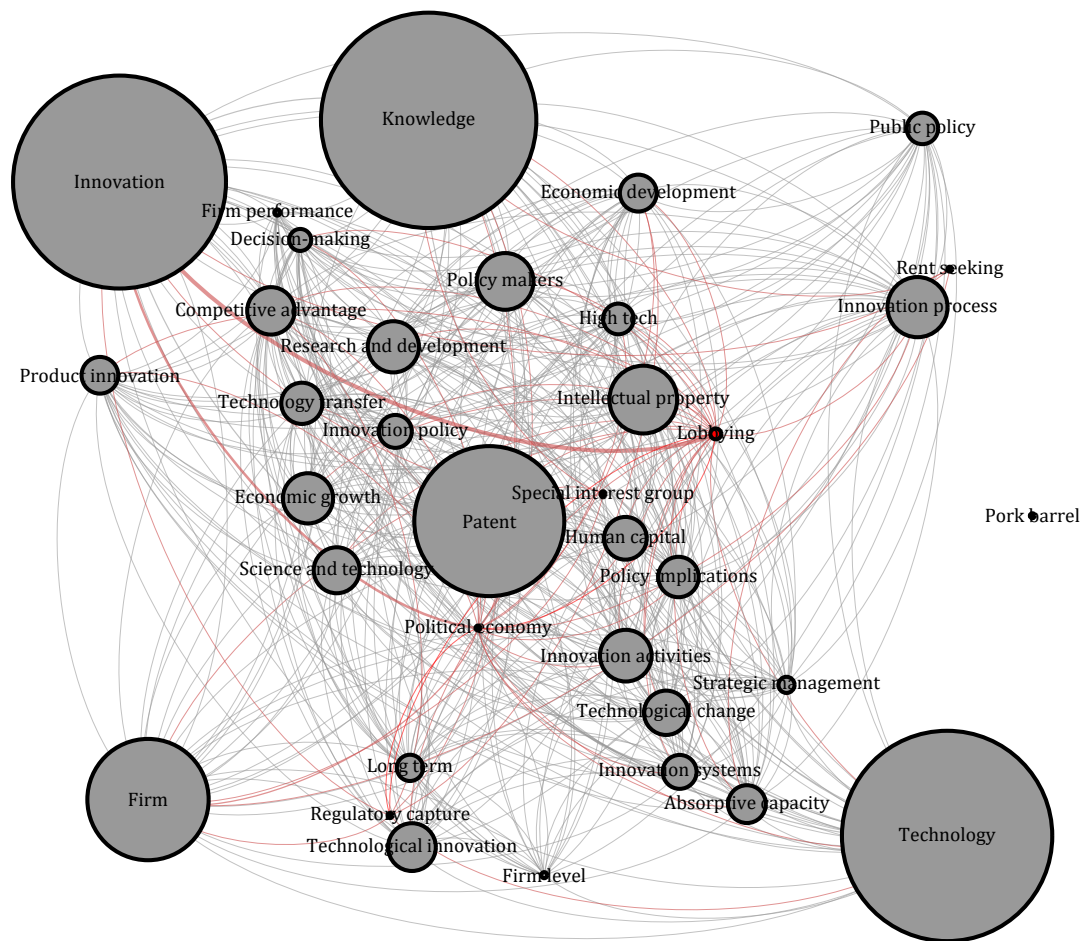 Knowledge
Public policy
Innovation
Economic development
Firm performance
Decision-making
Rent seeking
Policy makers
Innovation process
Competitive advantage
High tech
Research and development
Product innovation
Intellectual property
Technology transfer
Innovation policy
Lobbying
Special interest group
Economic growth
Pork barrel
Patent
Human capital
Science and technology
Policy implications
Political economy
Innovation activities
Strategic management
Technological change
Long term
Innovation systems
Firm
Absorptive capacity
Regulatory capture
Technology
Technological innovation
Firm level